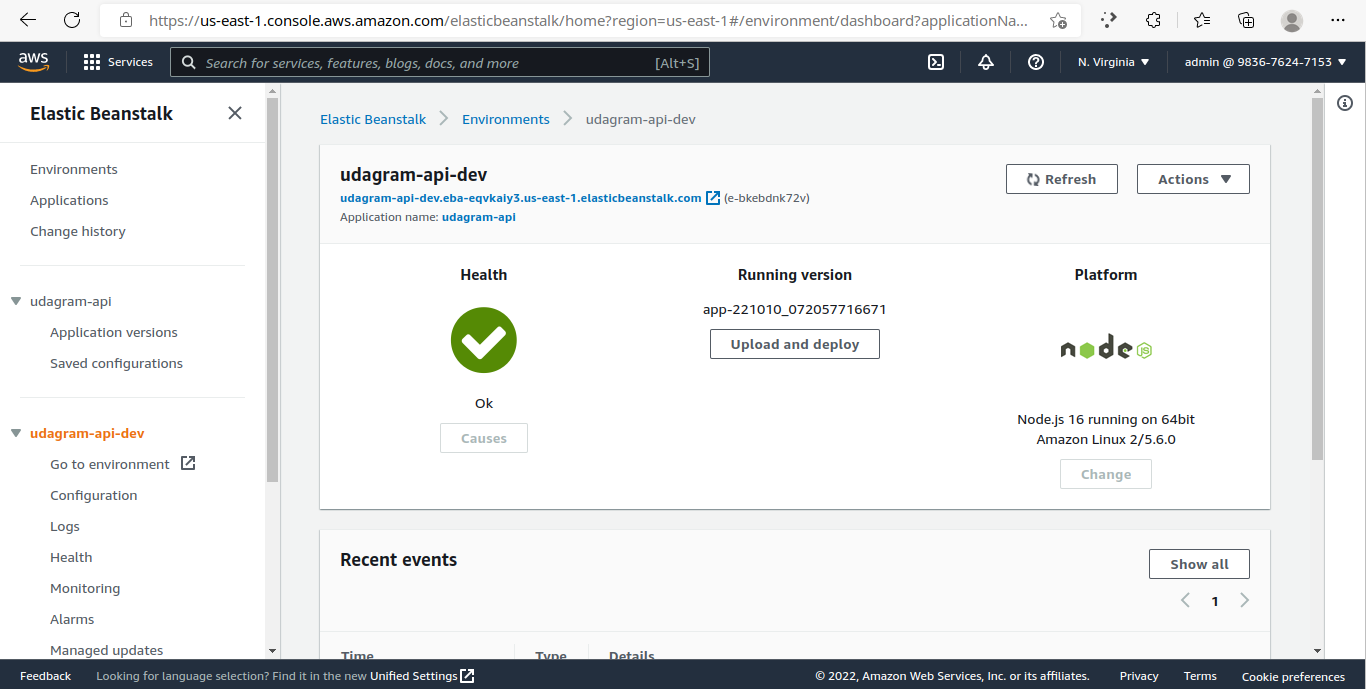 https://us-east-1.console.aws.amazon.com/elasticbeanstalk/home?region=us-east-1#/environment/dashboard?applicationNa...
aws
Services
Search for services, features, blogs, docs, and more [Alt+S]
N. Virginia
admin @ 9836-7624-7153
Elastic Beanstalk
Environments
Applications
Change history
udagram-api
Application versions
Saved configurations
udagram-api-dev
Go to environment
Configuration
Logs
Health
Monitoring
Alarms
Managed updates
Elastic Beanstalk Environments udagram-api-dev
udagram-api-dev
udagram-api-dev.eba-eqvkaiy3.us-east-1.elasticbeanstalk.com (e-bkebdnk72v)
Application name: udagram-api
Refresh
Actions
Health
Ok
Causes
Running version
app-221010_072057716671
Upload and deploy
Platform
node JS
Node.js 16 running on 64bit
Amazon Linux 2/5.6.0
Change
Recent events
Show all
1
Time Type Details
Feedback
Looking for language selection? Find it in the new Unified Settings
© 2022, Amazon Web Services, Inc. or its affiliates.
Privacy
Terms
Cookie preferences